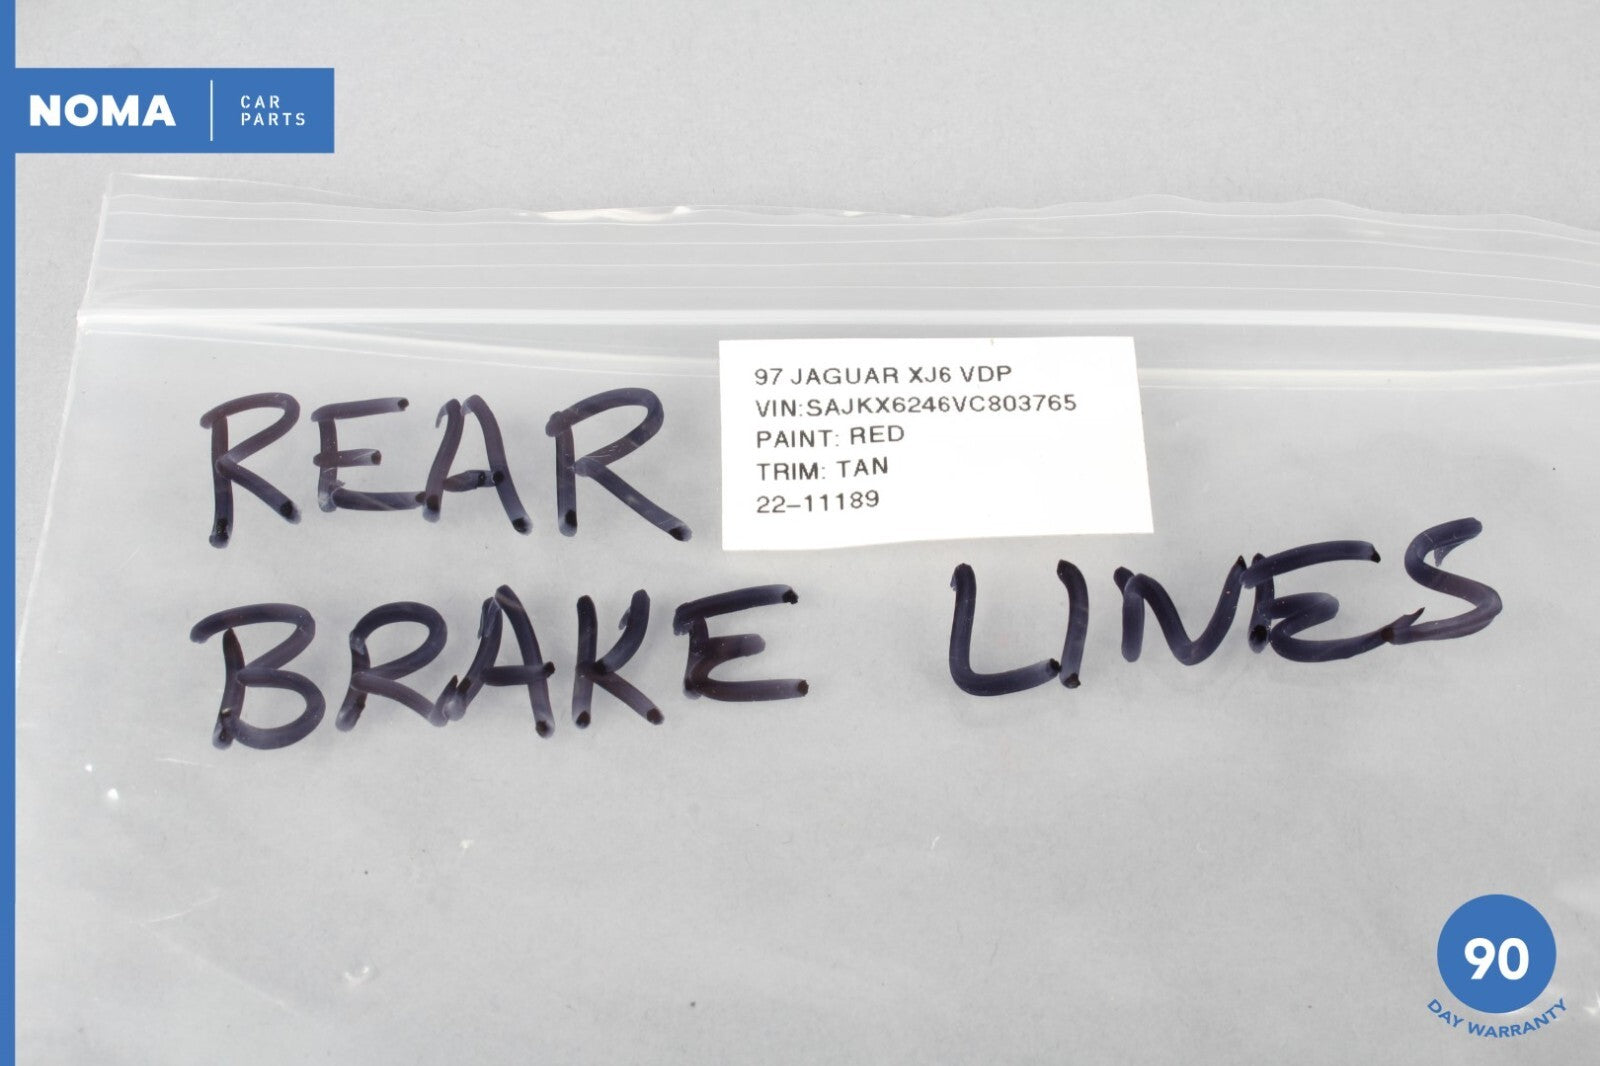 NOMA
CAR
PARTS
97 JAGUAR XJ6 VDP
VIN:SAJKX6246VC803765
PAINT: RED
TRIM: TAN
22-11189
REAR
BRAKE LINES
90
DAY WARRANTY